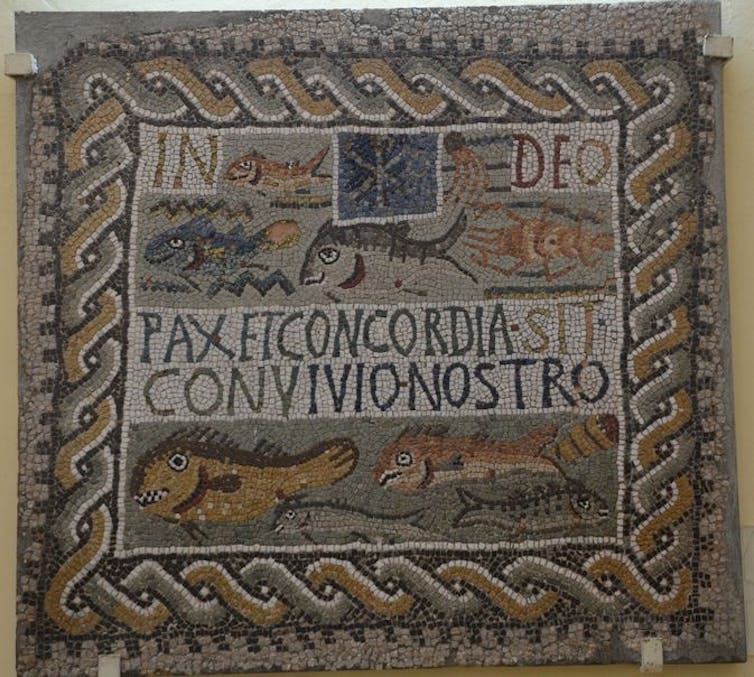 IN DEO
PAX ET CONCORDIA·SIT·
CONVIVIO·NOSTRO